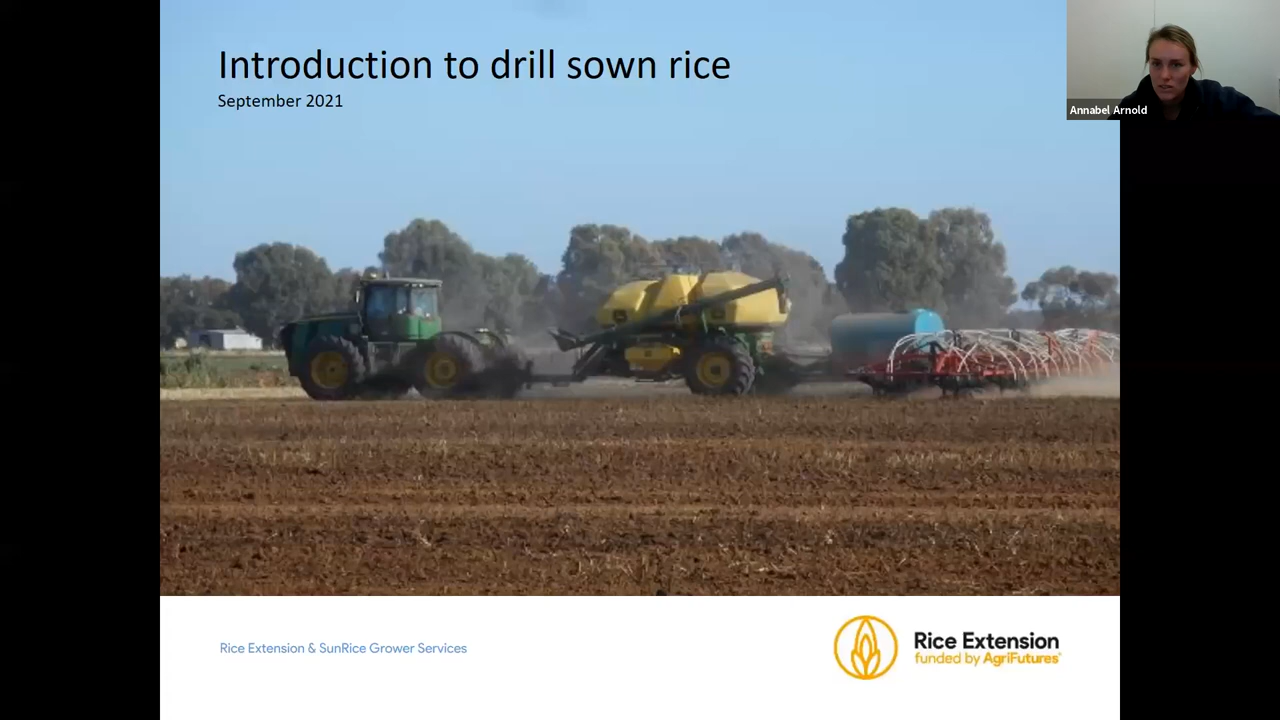 Introduction to drill sown rice
September 2021
Annabel Arnold
Rice Extension & SunRice Grower Services
Rice Extension
funded by AgriFutures